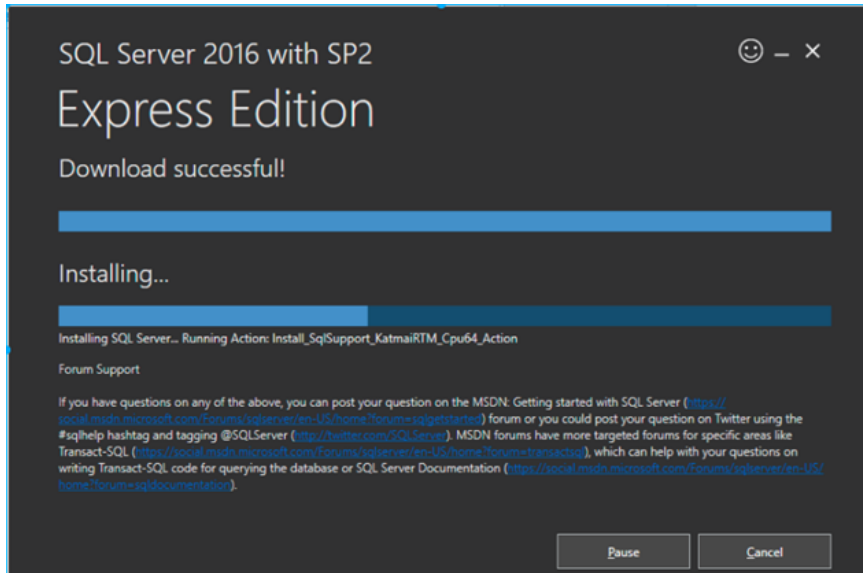 SQL Server 2016 with SP2
Express Edition
Download successful!
Installing...
Installing SQL Server... Running Action: Install_SqlSupport_KatmaiRTM_Cpu64_Action
Forum Support
If you have questions on any of the above, you can post your question on the MSDN: Getting started with SQL Server (https://
social.msdn.microsoft.com/Forums/sqlserver/en-US/home?forum=sqlgetstarted) forum or you could post your question on Twitter using the
#sqlhelp hashtag and tagging @SQLServer (http://twitter.com/SQLServer). MSDN forums have more targeted forums for specific areas like
Transact-SQL (https://social.msdn.microsoft.com/Forums/sqlserver/en-US/home?forum=transactsql), which can help with your questions on
writing Transact-SQL code for querying the database or SQL Server Documentation (https://social.msdn.microsoft.com/Forums/sqlserver/en-US/
home?forum=sqldocumentation).
Pause
Cancel